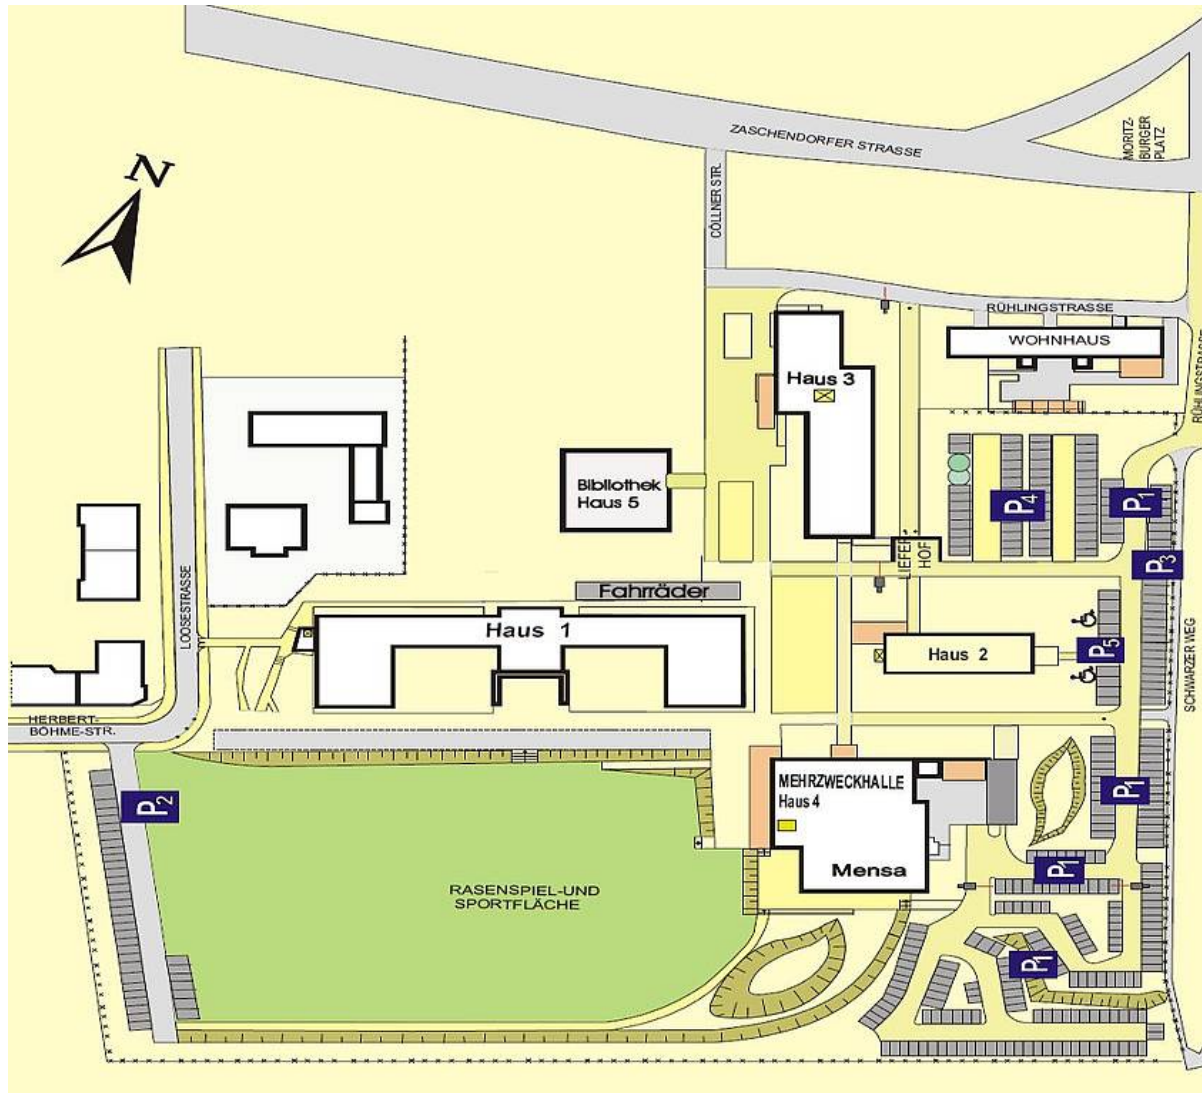 ZASCHENDORFER STRASSE
MORITZ-
BURGER
PLATZ
N
CÖLLNER STR.
RÜHLINGSTRASSE
WOHNHAUS
RÜHLINGSTRASSE
Haus 3
P4
P1
Bibliothek
Haus 5
LIEFER
HOF
P3
Fahrräder
LOOSESTRASSE
Haus 1
Haus 2
P5
SCHWARZER WEG
HERBERT-
BÖHME-STR.
P2
MEHRZWECKHALLE
Haus 4
Mensa
P1
P1
RASENSPIEL-UND
SPORTFLÄCHE
P1